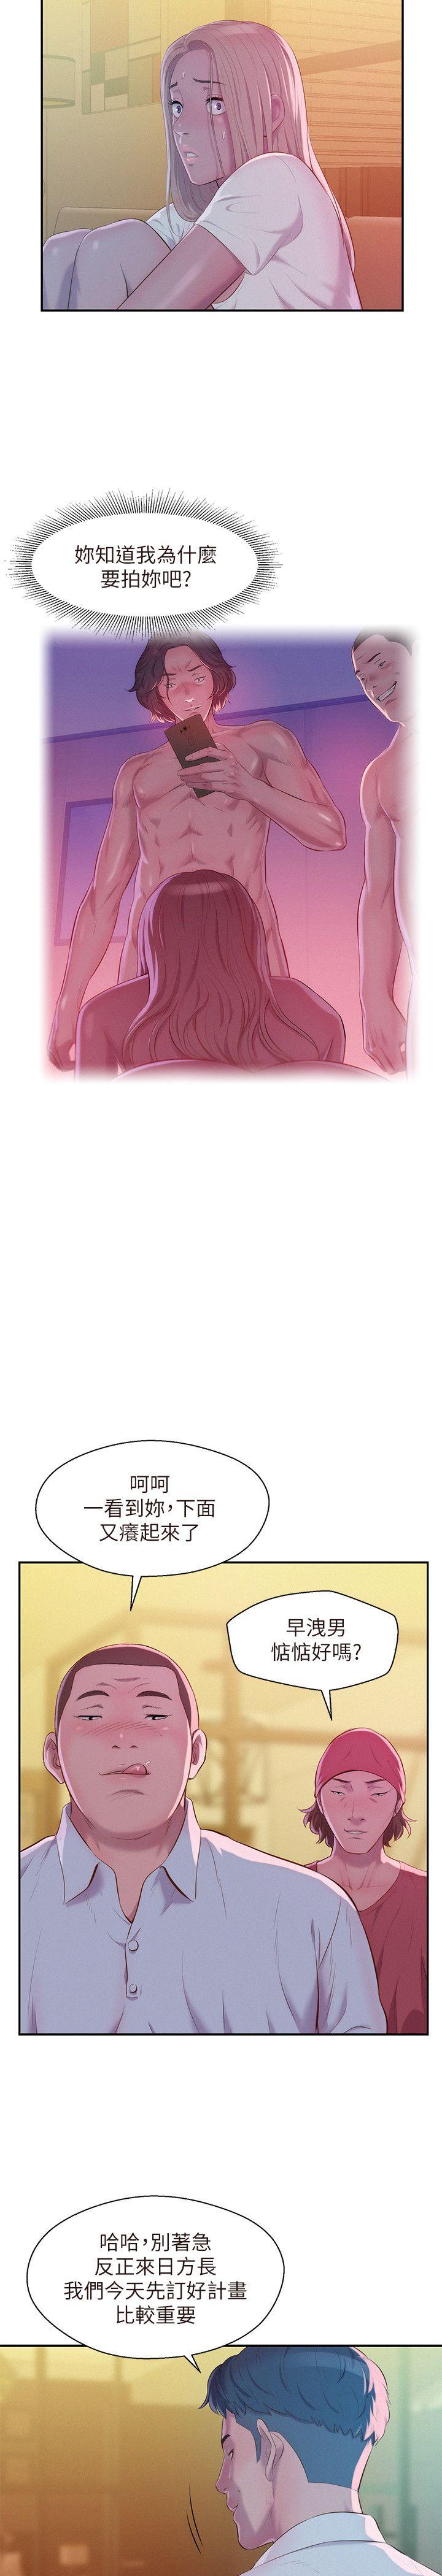 妳知道我為什麼
要拍妳吧?
呵呵
一看到妳，下面
又癢起來了
早洩男
惦惦好嗎?
哈哈，別著急
反正來日方長
我們今天先訂好計畫
比較重要